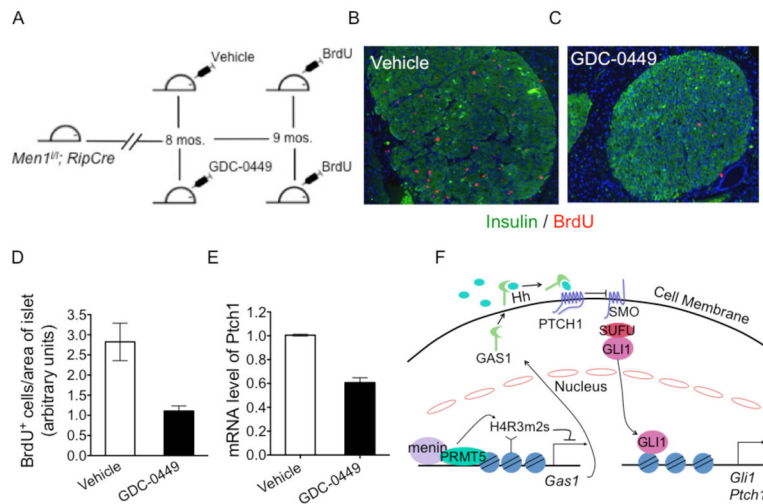 A
Vehicle
BrdU
8 mos.
9 mos.
Men1^l/l; RipCre
GDC-0449
BrdU
B
Vehicle
C
GDC-0449
Insulin / BrdU
D
BrdU⁺ cells/area of islet
(arbitrary units)
3.5
3.0
2.5
2.0
1.5
1.0
0.5
0.0
Vehicle
GDC-0449
E
mRNA level of Ptch1
1.2
1.0
0.8
0.6
0.4
0.2
0.0
Vehicle
GDC-0449
F
Hh
Cell Membrane
PTCH1
SMO
SUFU
GLI1
GAS1
Nucleus
H4R3m2s
menin
PRMT5
Gas1
GLI1
Gli1
Ptch1